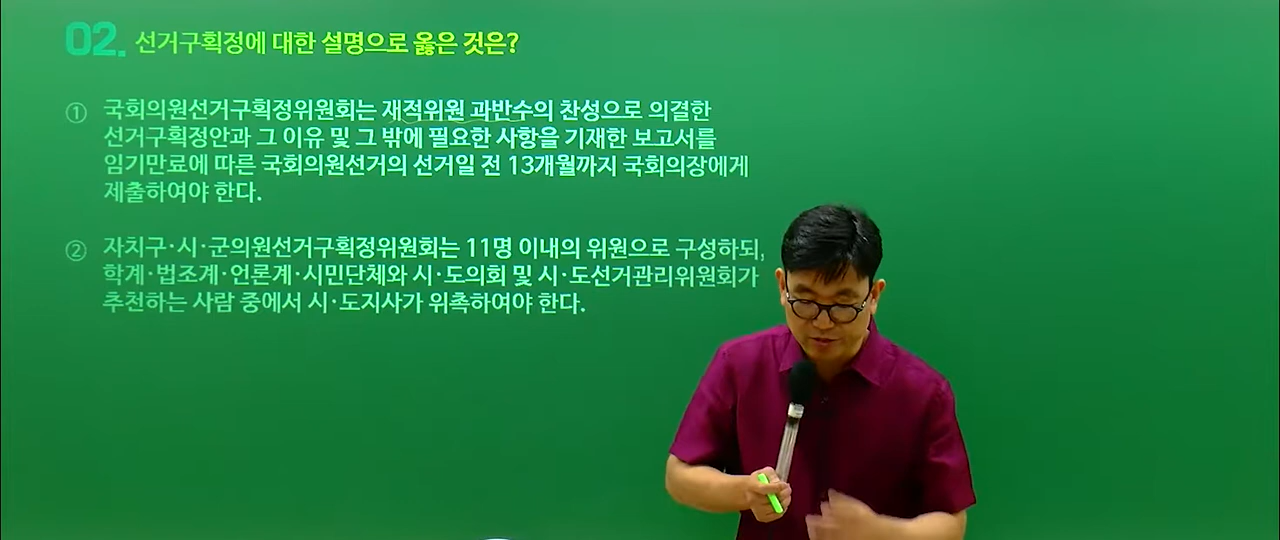 02. 선거구획정에 대한 설명으로 옳은 것은?
① 국회의원선거구획정위원회는 재적위원 과반수의 찬성으로 의결한
선거구획정안과 그 이유 및 그 밖에 필요한 사항을 기재한 보고서를
임기만료에 따른 국회의원선거의 선거일 전 13개월까지 국회의장에게
제출하여야 한다.
② 자치구·시·군의원선거구획정위원회는 11명 이내의 위원으로 구성하되,
학계·법조계·언론계·시민단체와 시·도의회 및 시·도선거관리위원회가
추천하는 사람 중에서 시·도지사가 위촉하여야 한다.